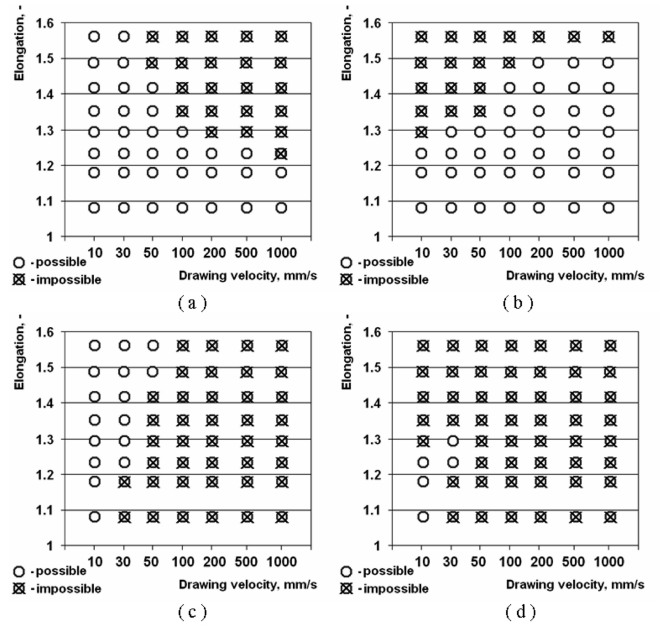 Elongation, -
1.6
1.5
1.4
1.3
1.2
1.1
1
10 30 50 100 200 500 1000
Drawing velocity, mm/s
-possible
-impossible
(a)
Elongation, -
1.6
1.5
1.4
1.3
1.2
1.1
1
10 30 50 100 200 500 1000
Drawing velocity, mm/s
-possible
-impossible
(b)
Elongation, -
1.6
1.5
1.4
1.3
1.2
1.1
1
10 30 50 100 200 500 1000
Drawing velocity, mm/s
-possible
-impossible
(c)
Elongation, -
1.6
1.5
1.4
1.3
1.2
1.1
1
10 30 50 100 200 500 1000
Drawing velocity, mm/s
-possible
-impossible
(d)